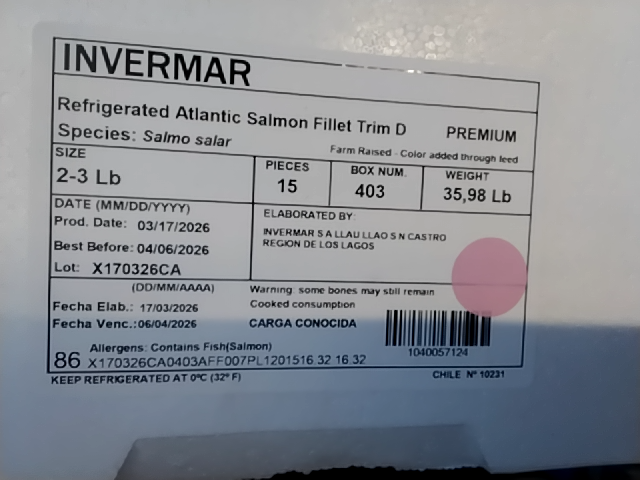 INVERMAR
Refrigerated Atlantic Salmon Fillet Trim D PREMIUM
Species: Salmo salar
Farm Raised - Color added through feed
SIZE
2-3 Lb
PIECES
15
BOX NUM.
403
WEIGHT
35,98 Lb
DATE (MM/DD/YYYY)
Prod. Date: 03/17/2026
Best Before: 04/06/2026
Lot: X170326CA
ELABORATED BY:
INVERMAR S A LLAU LLAO S N CASTRO
REGION DE LOS LAGOS
(DD/MM/AAAA)
Fecha Elab.: 17/03/2026
Fecha Venc.:06/04/2026
Warning: some bones may still remain
Cooked consumption
CARGA CONOCIDA
1040057124
Allergens: Contains Fish(Salmon)
86 X170326CA0403AFF007PL1201516.32 16.32
KEEP REFRIGERATED AT 0ºC (32º F)
CHILE Nº 10231